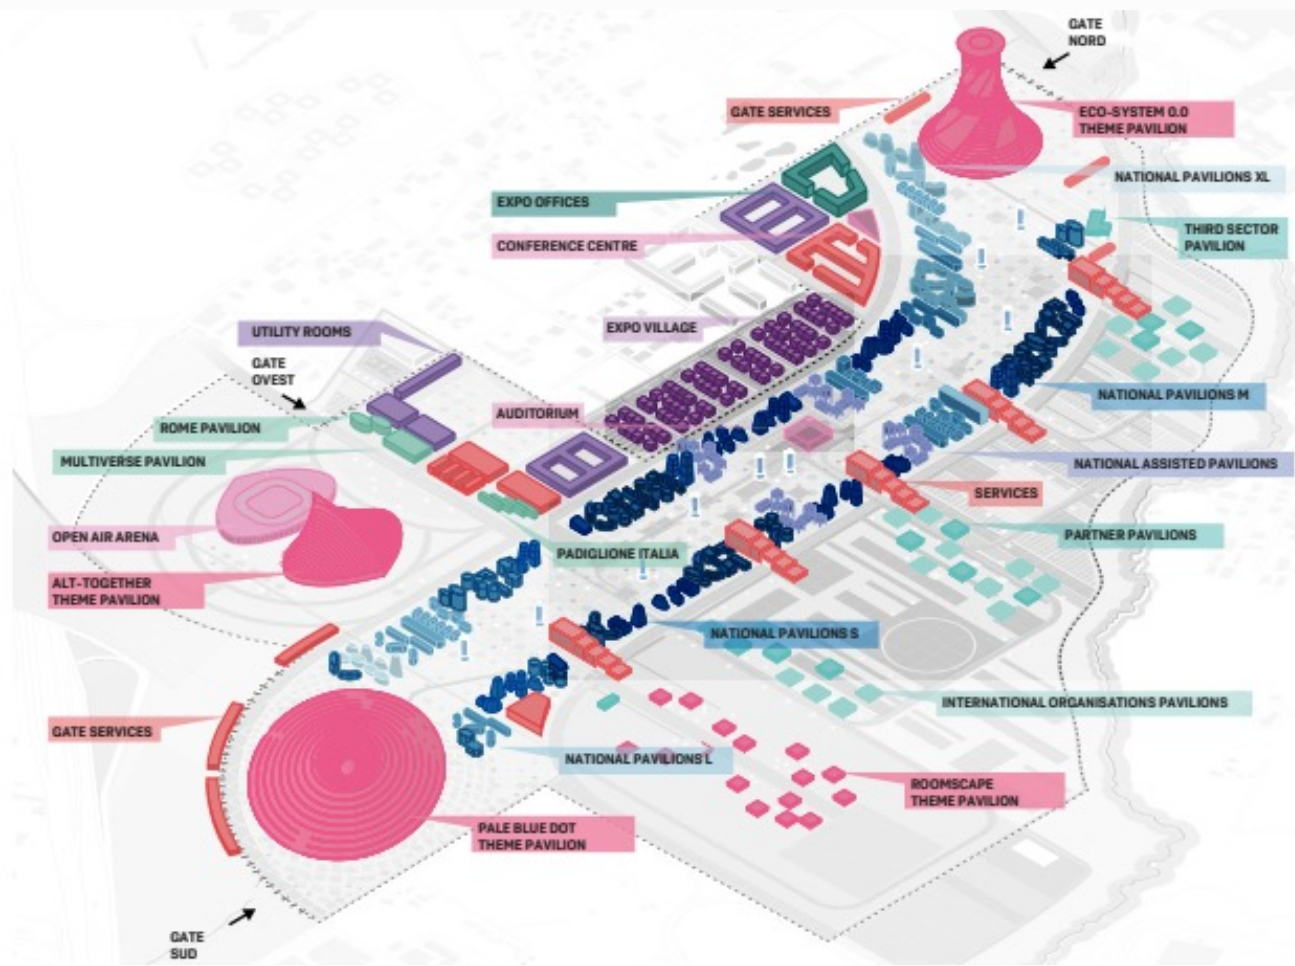 GATE
NORD
GATE SERVICES
ECO-SYSTEM 0.0
THEME PAVILION
NATIONAL PAVILIONS XL
EXPO OFFICES
THIRD SECTOR
PAVILION
CONFERENCE CENTRE
EXPO VILLAGE
UTILITY ROOMS
GATE
OVEST
NATIONAL PAVILIONS M
AUDITORIUM
ROME PAVILION
MULTIVERSE PAVILION
NATIONAL ASSISTED PAVILIONS
SERVICES
OPEN AIR ARENA
PARTNER PAVILIONS
PADIGLIONE ITALIA
ALT-TOGETHER
THEME PAVILION
NATIONAL PAVILIONS S
INTERNATIONAL ORGANISATIONS PAVILIONS
GATE SERVICES
NATIONAL PAVILIONS L
ROOMSCAPE
THEME PAVILION
PALE BLUE DOT
THEME PAVILION
GATE
SUD